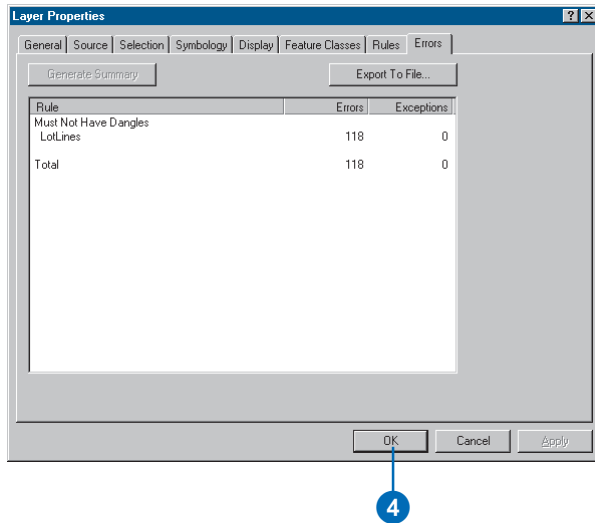 Layer Properties
General Source Selection Symbology Display Feature Classes Rules Errors
Generate Summary Export To File...
Rule Errors Exceptions
Must Not Have Dangles
LotLines 118 0
Total 118 0
OK Cancel Apply
4